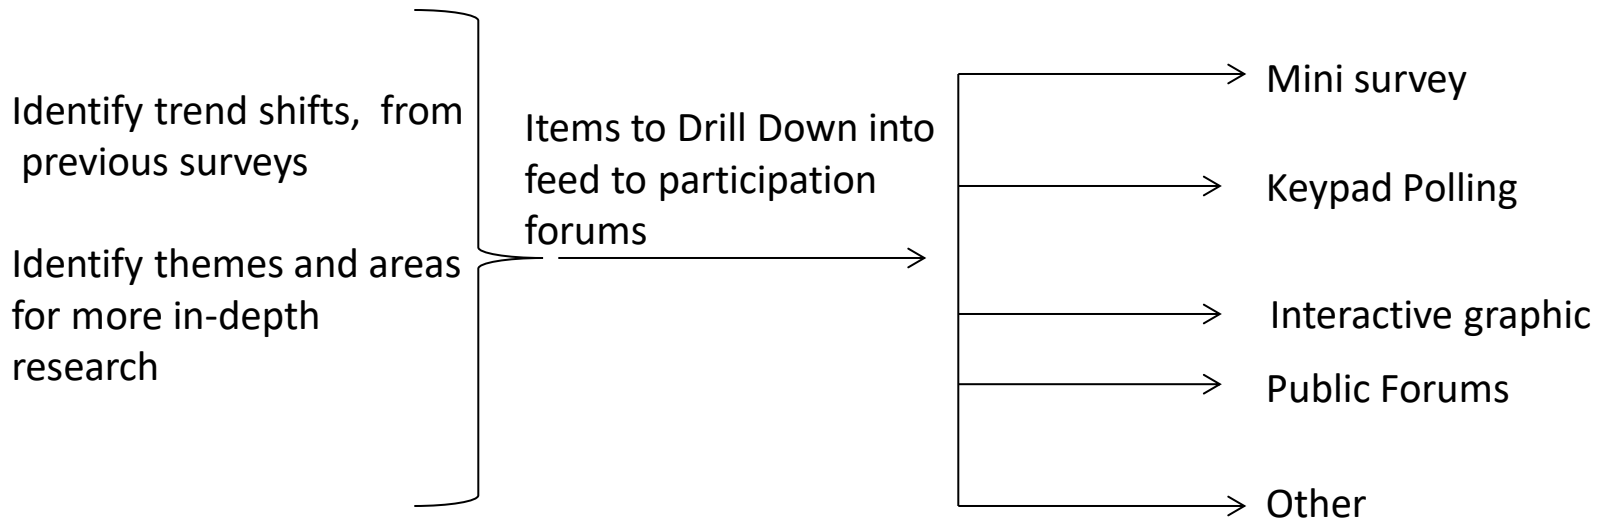 Identify trend shifts, from
previous surveys
Identify themes and areas
for more in-depth
research
Items to Drill Down into
feed to participation
forums
Mini survey
Keypad Polling
Interactive graphic
Public Forums
Other